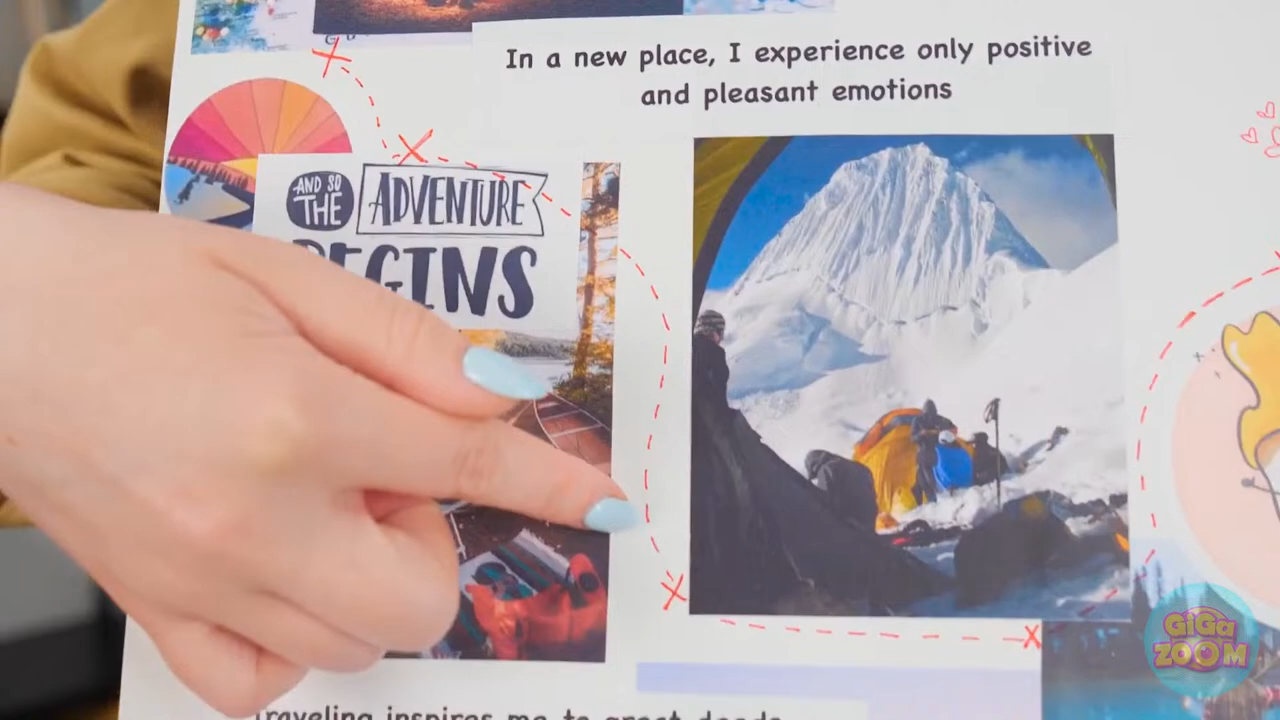 In a new place, I experience only positive
and pleasant emotions
AND SO
THE
ADVENTURE
BEGINS
Traveling inspires me to great deeds
GiGa
ZOOM